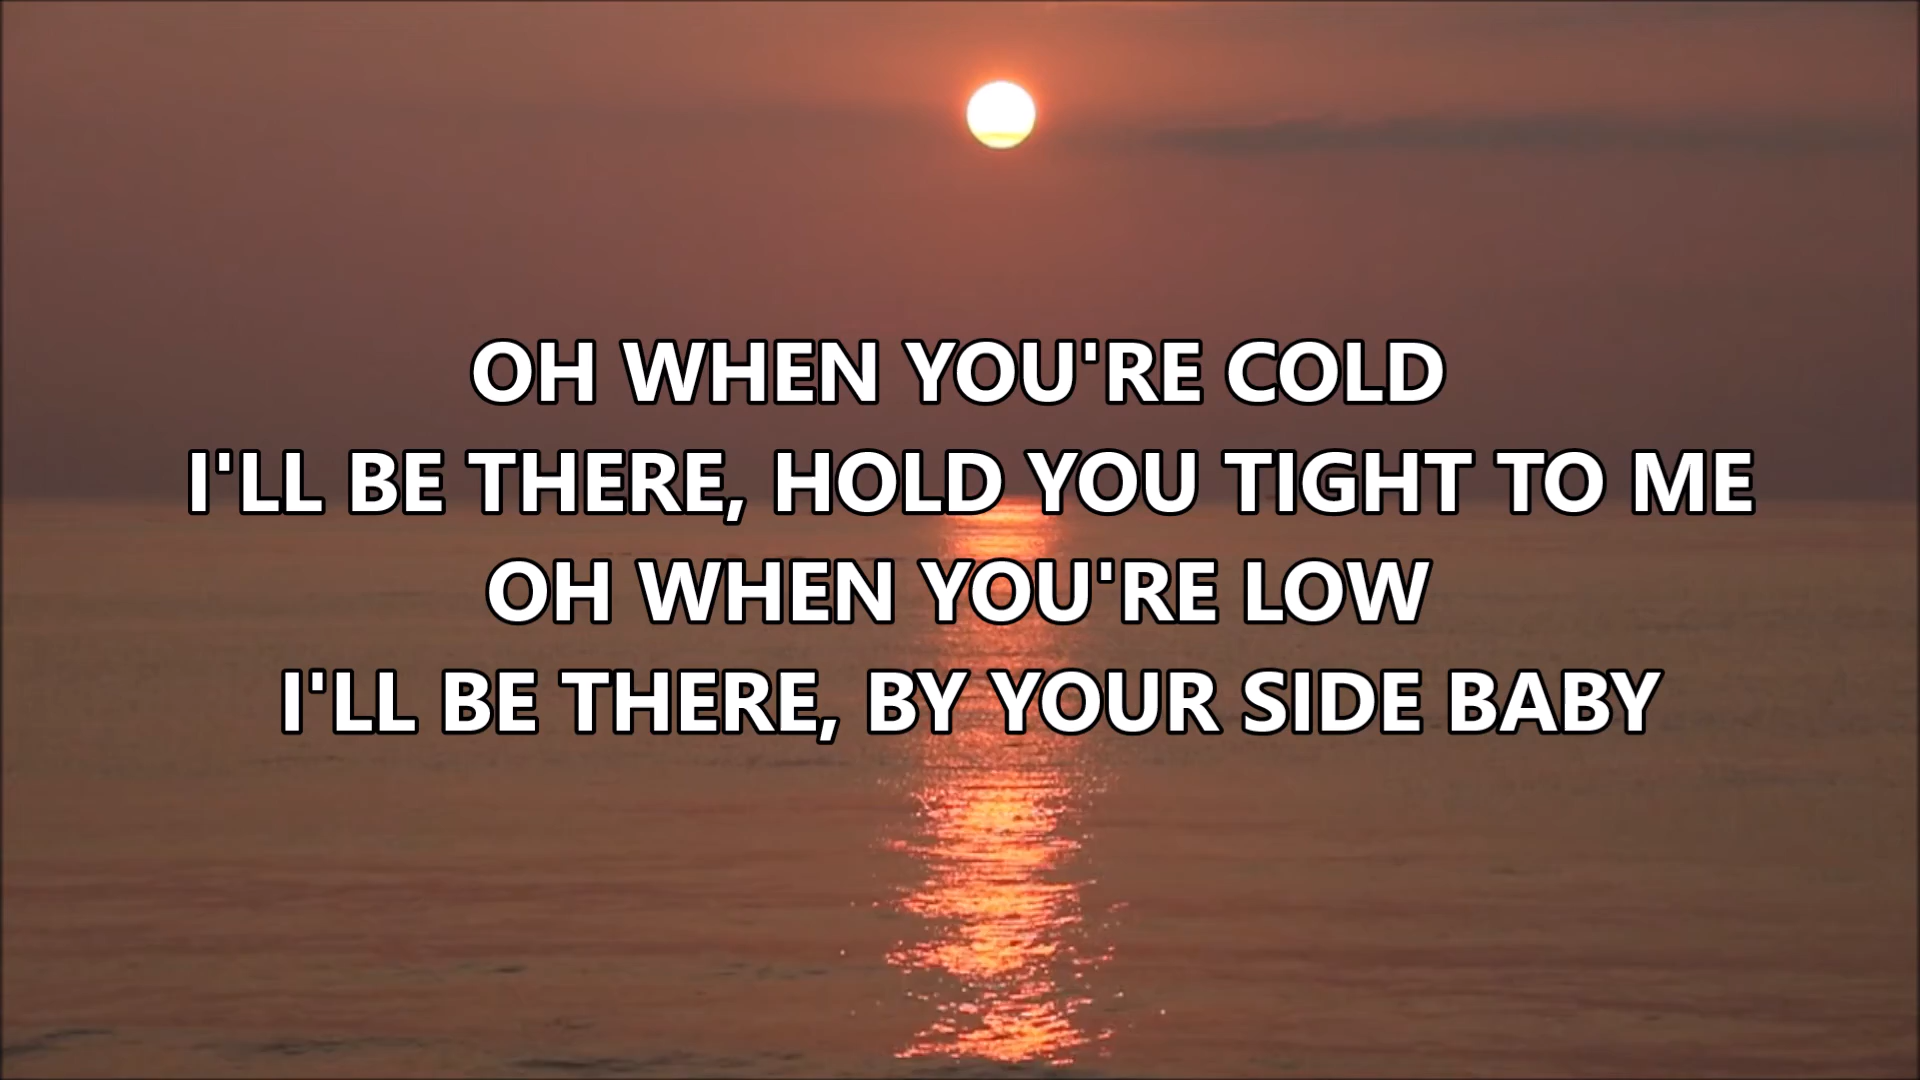 OH WHEN YOU'RE COLD
I'LL BE THERE, HOLD YOU TIGHT TO ME
OH WHEN YOU'RE LOW
I'LL BE THERE, BY YOUR SIDE BABY